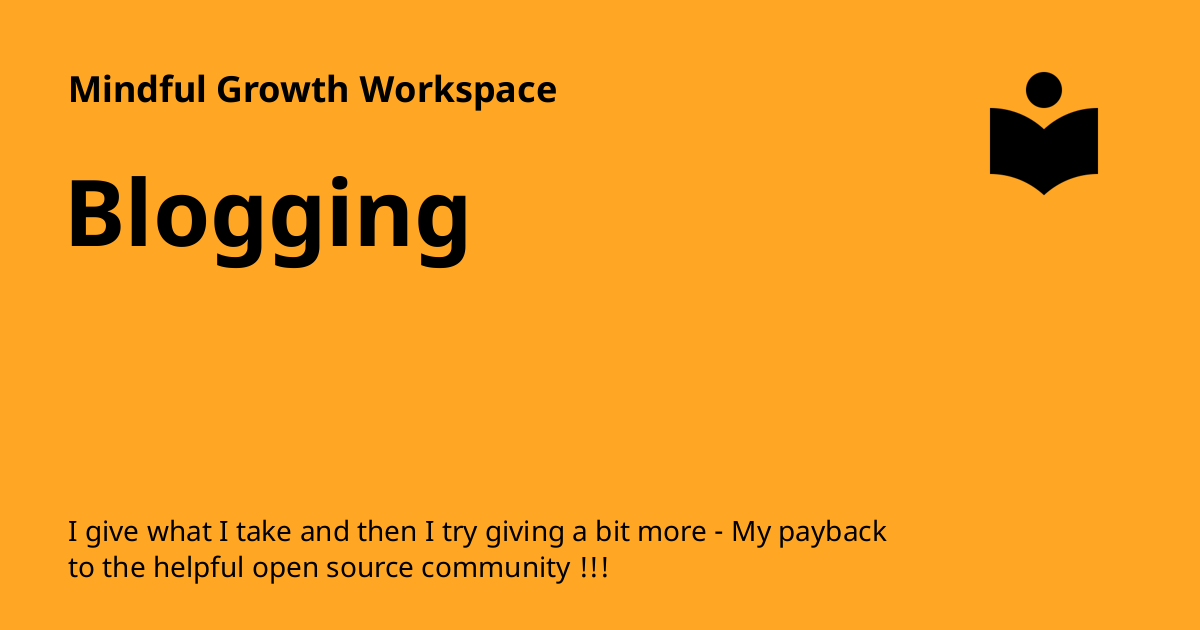 Mindful Growth Workspace
Blogging
I give what I take and then I try giving a bit more - My payback
to the helpful open source community !!!